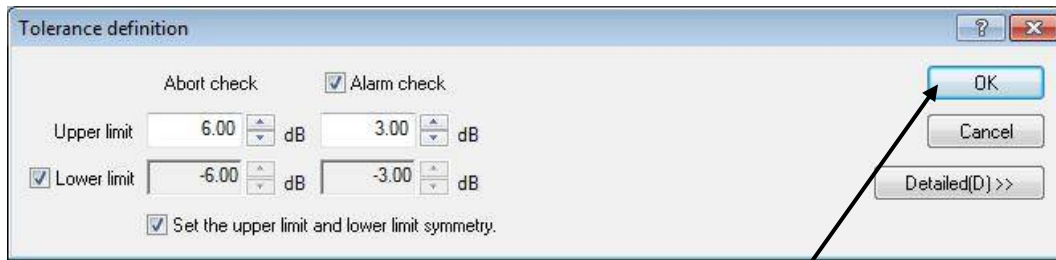 Tolerance definition
Abort check Alarm check OK
Upper limit 6.00 dB 3.00 dB Cancel
Lower limit -6.00 dB -3.00 dB Detailed(D) >>
Set the upper limit and lower limit symmetry.